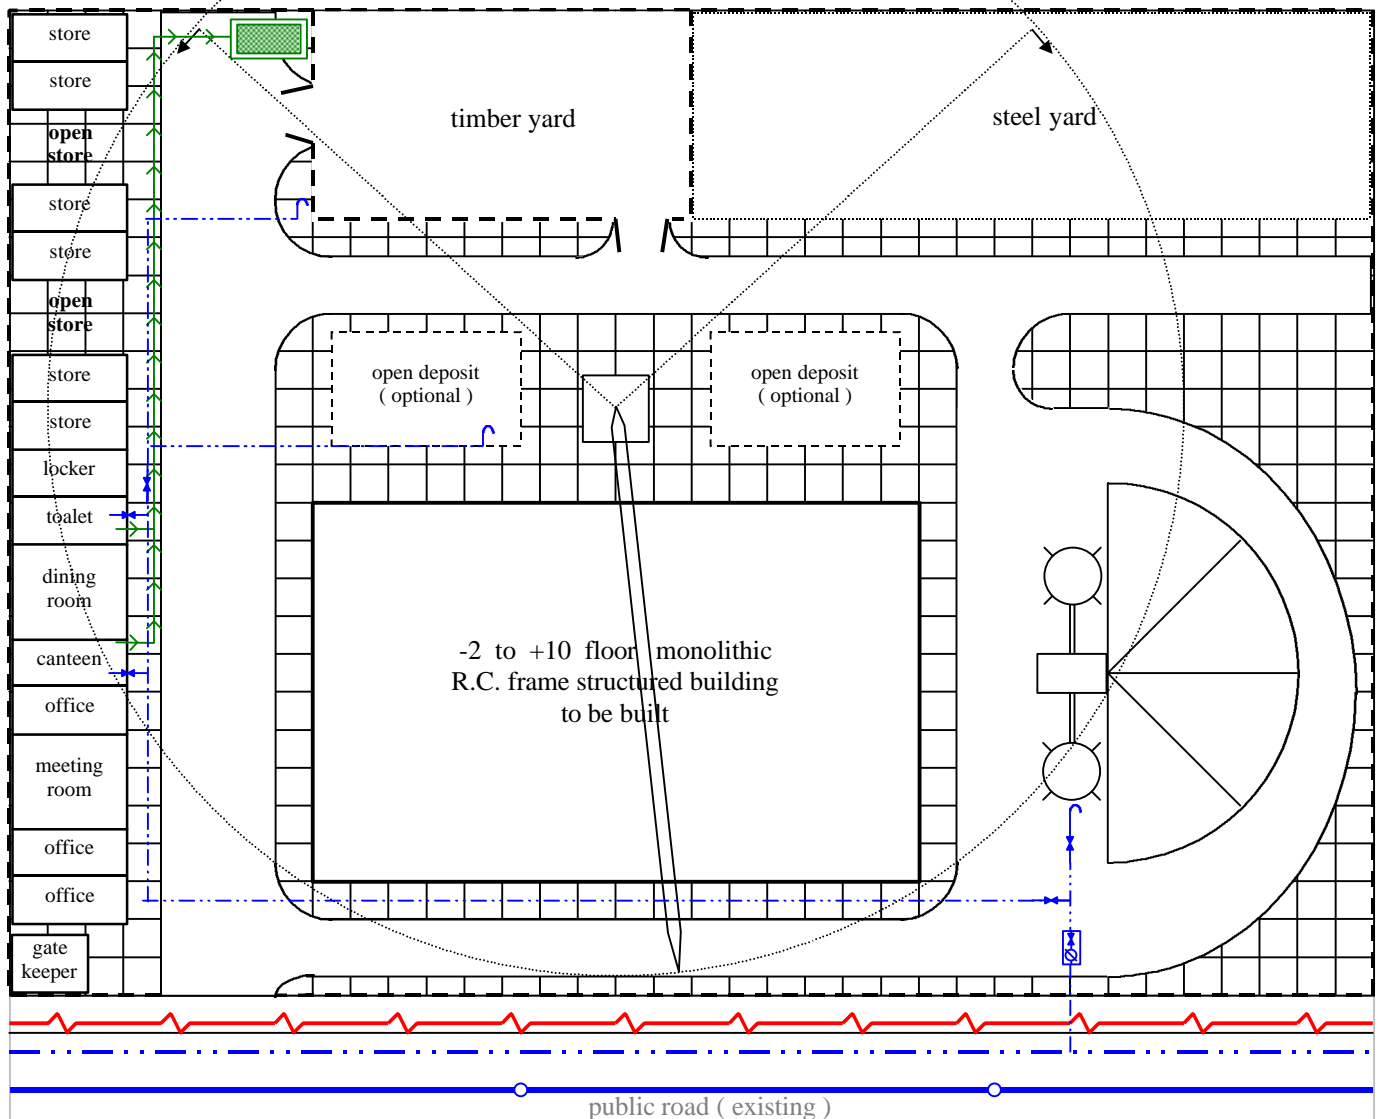 store
store
open
store
store
store
open
store
store
store
locker
toalet
dining
room
canteen
office
meeting
room
office
office
gate
keeper
timber yard
steel yard
open deposit
( optional )
open deposit
( optional )
-2 to +10 floor monolithic
R.C. frame structured building
to be built
public road ( existing )